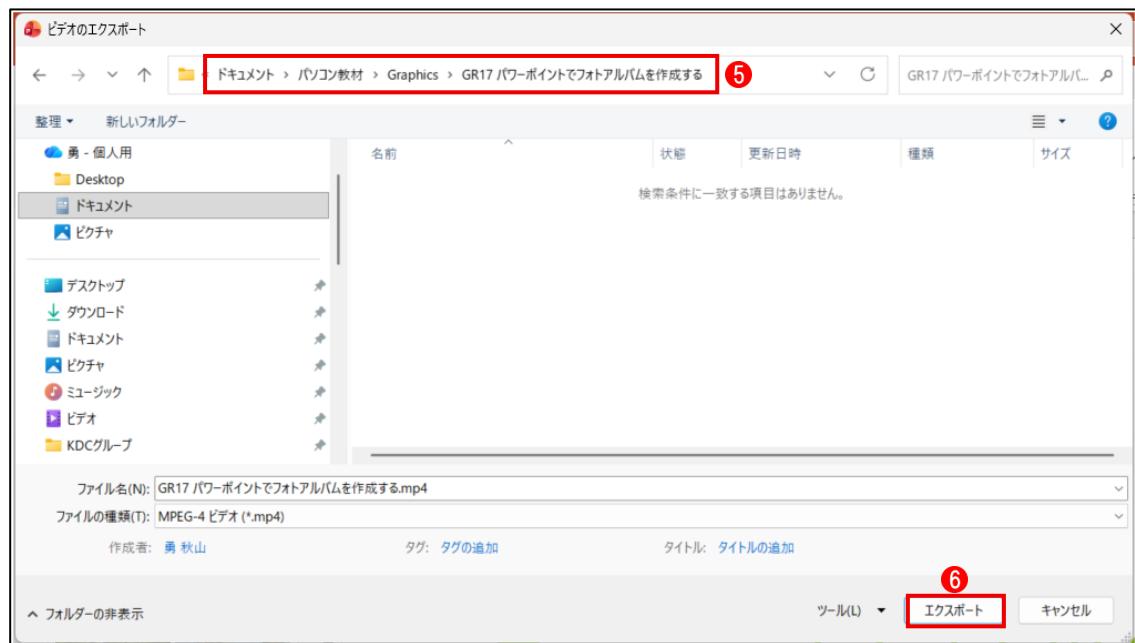 ビデオのエクスポート
ドキュメント › パソコン教材 › Graphics › GR17 パワーポイントでフォトアルバムを作成する
❺
GR17 パワーポイントでフォトアルバ...
整理 新しいフォルダー
勇 - 個人用
Desktop
ドキュメント
ピクチャ
デスクトップ
ダウンロード
ドキュメント
ピクチャ
ミュージック
ビデオ
KDCグループ
名前 状態 更新日時 種類 サイズ
検索条件に一致する項目はありません。
ファイル名(N): GR17 パワーポイントでフォトアルバムを作成する.mp4
ファイルの種類(T): MPEG-4 ビデオ (*.mp4)
作成者: 勇 秋山 タグ: タグの追加 タイトル: タイトルの追加
❻
フォルダーの非表示 ツール(L) エクスポート キャンセル